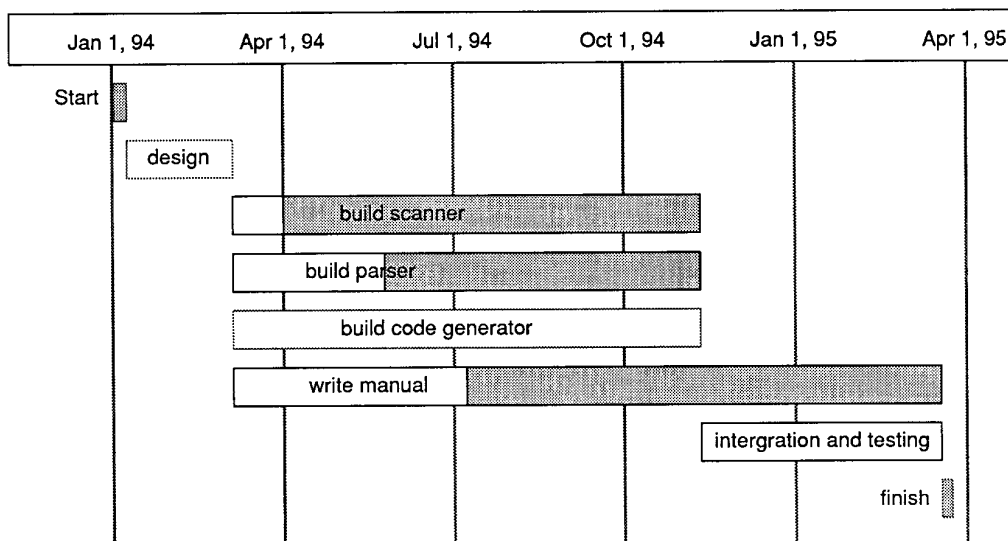 Jan 1, 94 Apr 1, 94 Jul 1, 94 Oct 1, 94 Jan 1, 95 Apr 1, 95
Start
design
build scanner
build parser
build code generator
write manual
intergration and testing
finish